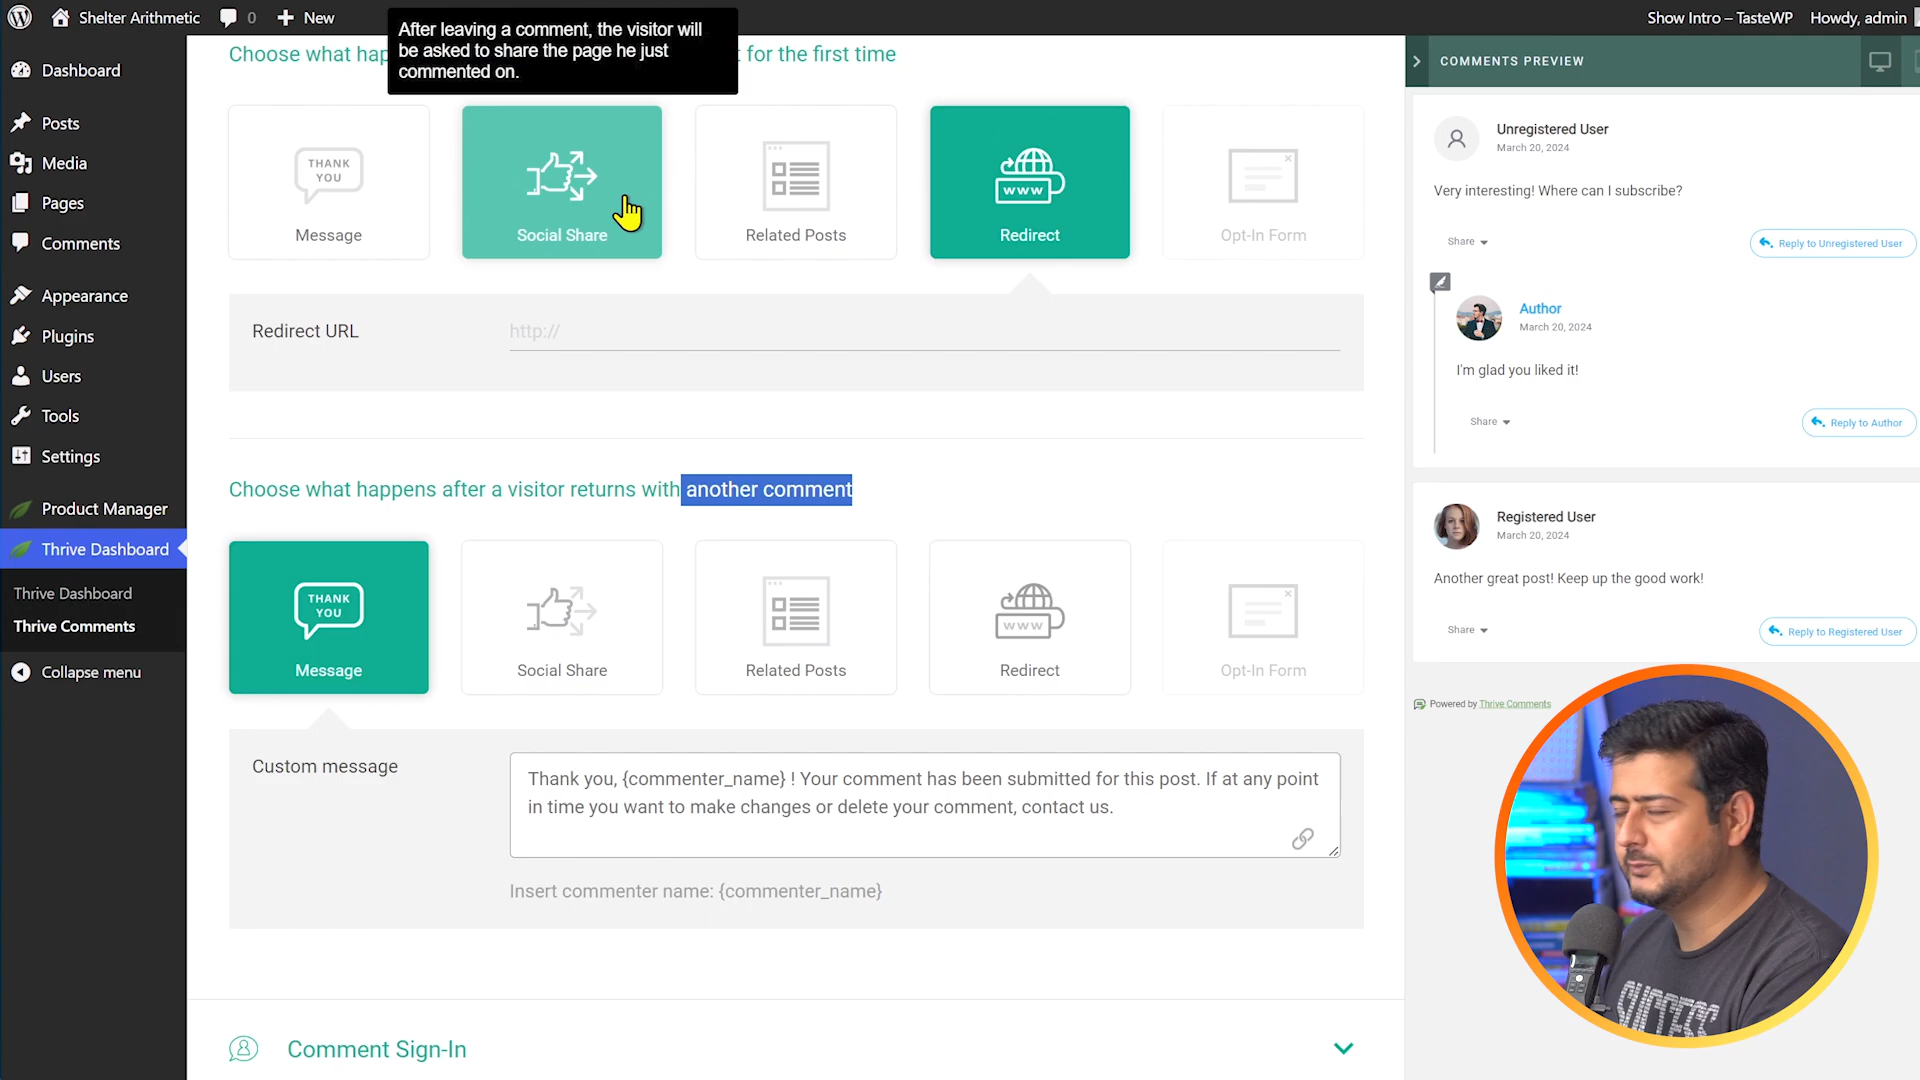 Shelter Arithmetic
0
New
Show Intro – TasteWP
Howdy, admin
After leaving a comment, the visitor will
be asked to share the page he just
commented on.
Dashboard
Posts
Media
Pages
Comments
Appearance
Plugins
Users
Tools
Settings
Product Manager
Thrive Dashboard
Thrive Dashboard
Thrive Comments
Collapse menu
Choose what hap
t for the first time
THANK
YOU
Message
Social Share
Related Posts
WWW
Redirect
Opt-In Form
Redirect URL
http://
Choose what happens after a visitor returns with another comment
THANK
YOU
Message
Social Share
Related Posts
WWW
Redirect
Opt-In Form
Custom message
Thank you, {commenter_name} ! Your comment has been submitted for this post. If at any point
in time you want to make changes or delete your comment, contact us.
Insert commenter name: {commenter_name}
Comment Sign-In
COMMENTS PREVIEW
Unregistered User
March 20, 2024
Very interesting! Where can I subscribe?
Share
Reply to Unregistered User
Author
March 20, 2024
I'm glad you liked it!
Share
Reply to Author
Registered User
March 20, 2024
Another great post! Keep up the good work!
Share
Reply to Registered User
Powered by Thrive Comments
SUCCESS